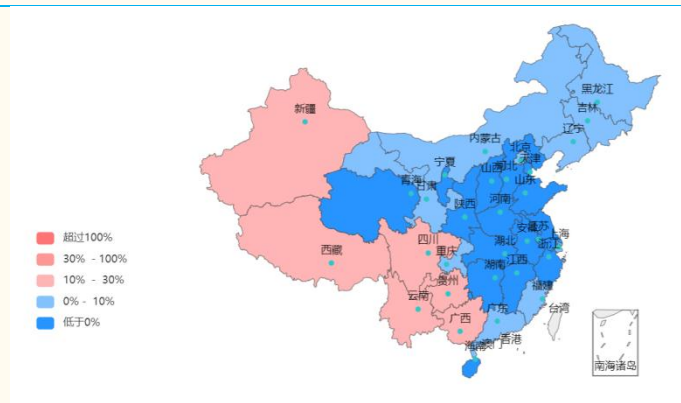 黑龙江
吉林
新疆
辽宁
内蒙古
北京
天津
宁夏
河北
山西
青海
甘肃
山东
陕西
河南
江苏
安徽
上海
四川
湖北
浙江
重庆
西藏
江西
湖南
贵州
福建
云南
广东
台湾
广西
香港
澳门
海南
南海诸岛
超过100%
30% - 100%
10% - 30%
0% - 10%
低于0%